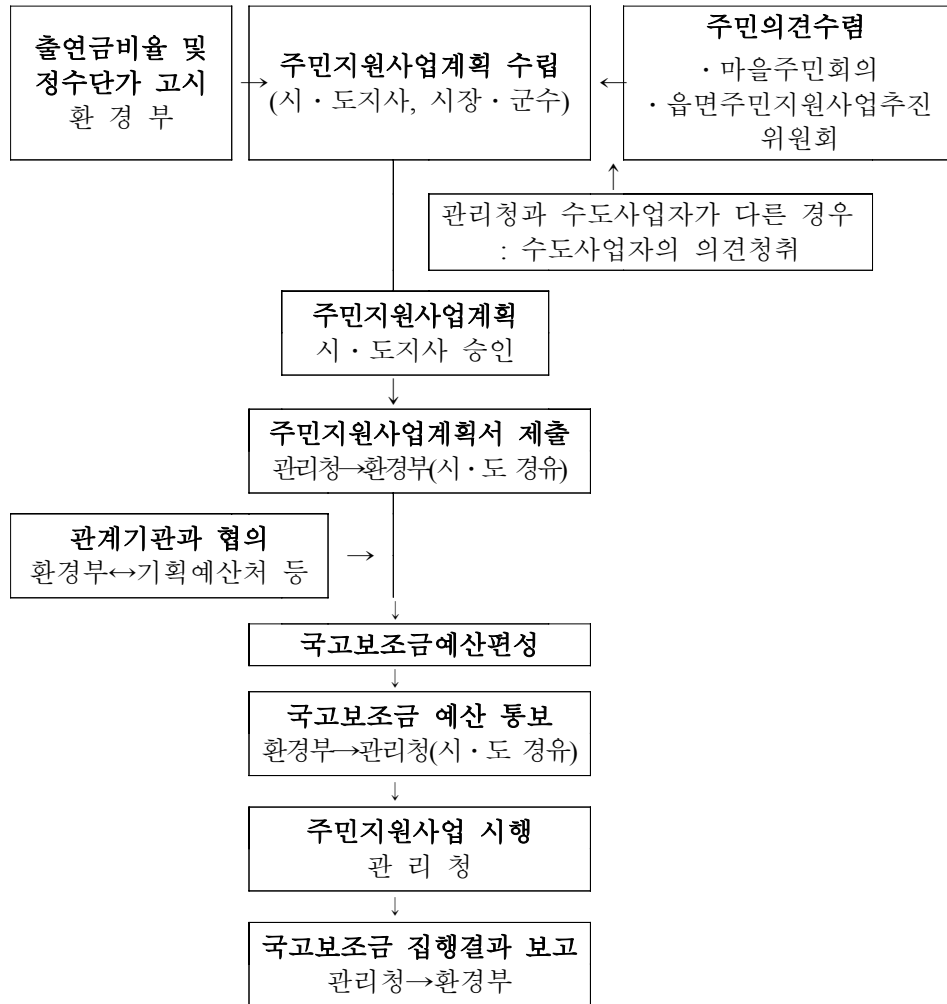 출연금비율 및
정수단가 고시
환 경 부
→
주민지원사업계획 수립
(시・도지사, 시장・군수)
←
주민의견수렴
・마을주민회의
・읍면주민지원사업추진
위원회
↑
관리청과 수도사업자가 다른 경우
: 수도사업자의 의견청취
주민지원사업계획
시・도지사 승인
↓
주민지원사업계획서 제출
관리청→환경부(시・도 경유)
관계기관과 협의
환경부↔기획예산처 등
→
↓
국고보조금예산편성
↓
국고보조금 예산 통보
환경부→관리청(시・도 경유)
↓
주민지원사업 시행
관 리 청
↓
국고보조금 집행결과 보고
관리청→환경부